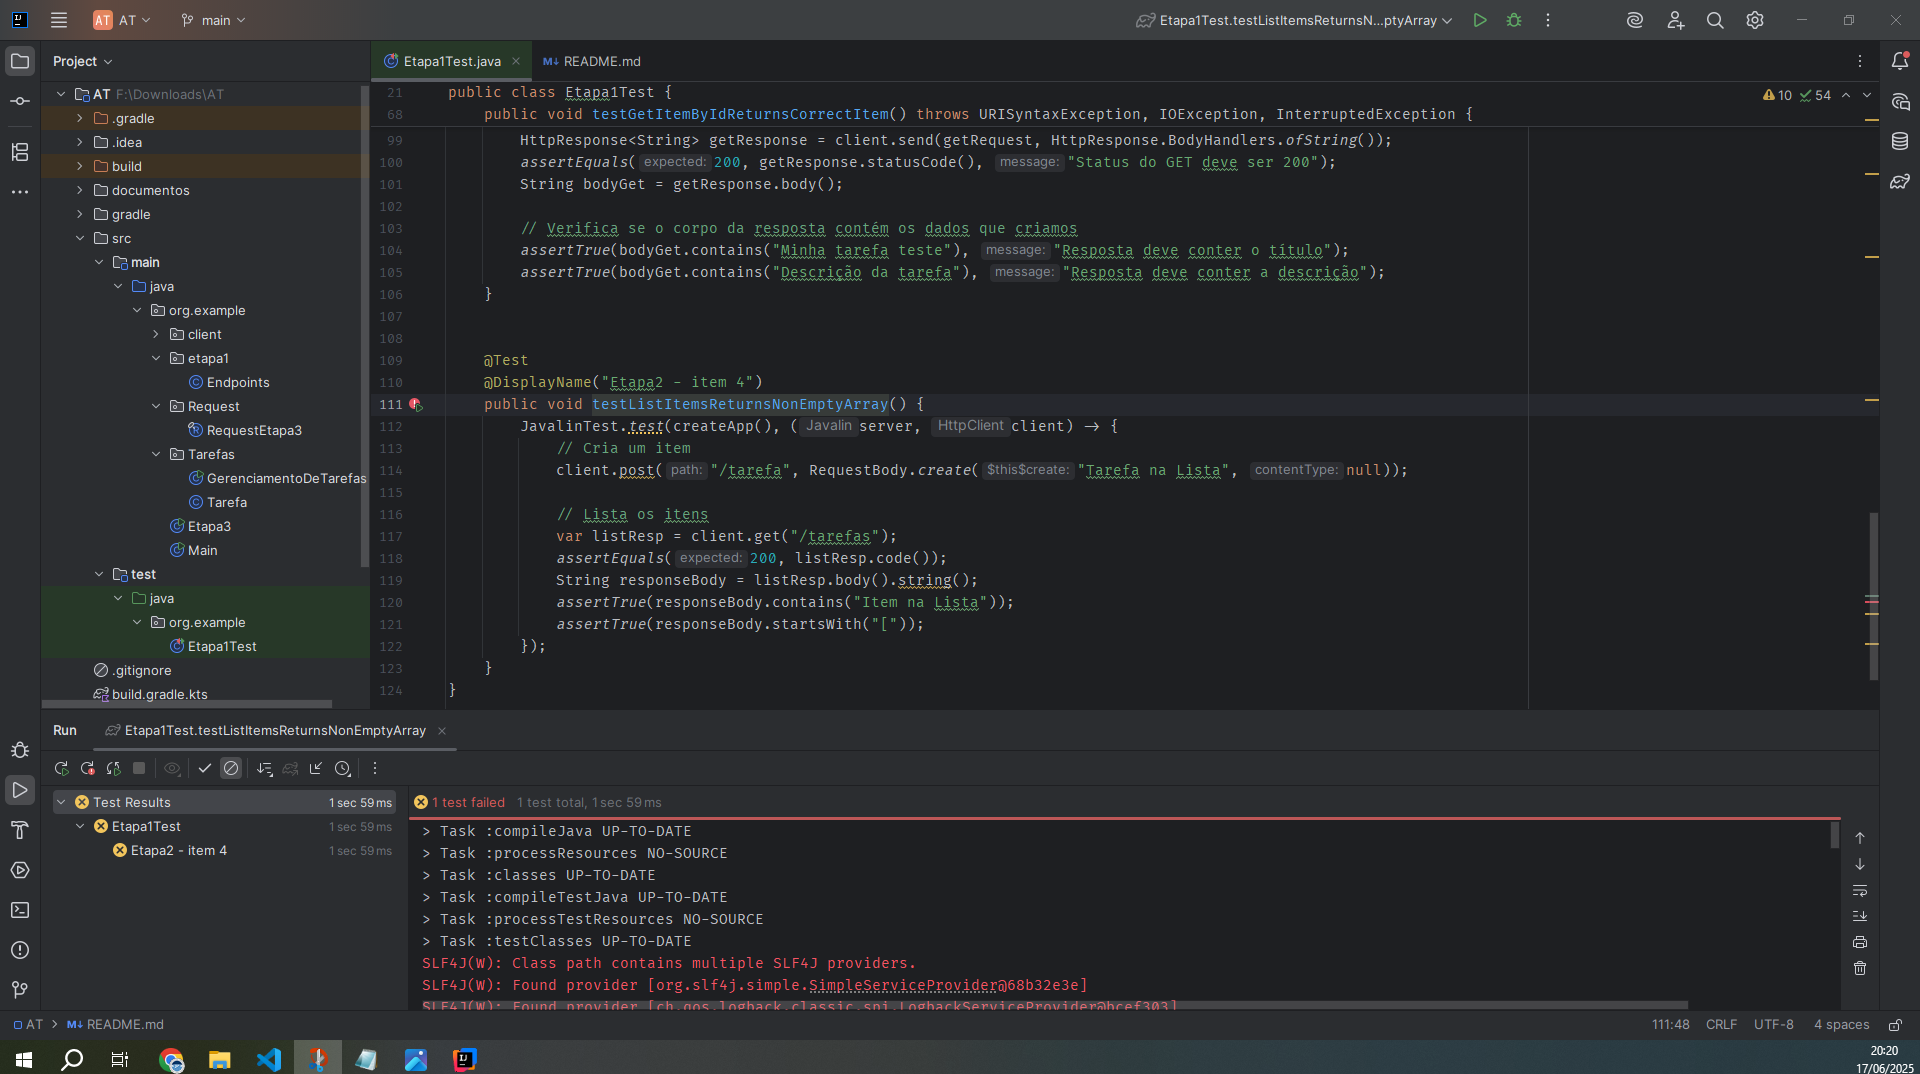 AT
main
Etapa1Test.testListItemsReturnsN...ptyArray
Project
Etapa1Test.java
README.md
AT F:\Downloads\AT
.gradle
.idea
build
documentos
gradle
src
main
java
org.example
client
etapa1
Endpoints
Request
RequestEtapa3
Tarefas
GerenciamentoDeTarefas
Tarefa
Etapa3
Main
test
java
org.example
Etapa1Test
.gitignore
build.gradle.kts
10 54
21 public class Etapa1Test {
68 public void testGetItemByIdReturnsCorrectItem() throws URISyntaxException, IOException, InterruptedException {
99 HttpResponse<String> getResponse = client.send(getRequest, HttpResponse.BodyHandlers.ofString());
100 assertEquals( expected: 200, getResponse.statusCode(), message: "Status do GET deve ser 200");
101 String bodyGet = getResponse.body();
102
103 // Verifica se o corpo da resposta contém os dados que criamos
104 assertTrue(bodyGet.contains("Minha tarefa teste"), message: "Resposta deve conter o título");
105 assertTrue(bodyGet.contains("Descrição da tarefa"), message: "Resposta deve conter a descrição");
106 }
107
108
109 @Test
110 @DisplayName("Etapa2 - item 4")
111 public void testListItemsReturnsNonEmptyArray() {
112 JavalinTest.test(createApp(), ( Javalin server, HttpClient client) -> {
113 // Cria um item
114 client.post( path: "/tarefa", RequestBody.create( $this$create: "Tarefa na Lista", contentType: null));
115
116 // Lista os itens
117 var listResp = client.get("/tarefas");
118 assertEquals( expected: 200, listResp.code());
119 String responseBody = listResp.body().string();
120 assertTrue(responseBody.contains("Item na Lista"));
121 assertTrue(responseBody.startsWith("["));
122 });
123 }
124 }
Run
Etapa1Test.testListItemsReturnsNonEmptyArray
Test Results 1 sec 59 ms
Etapa1Test 1 sec 59 ms
Etapa2 - item 4 1 sec 59 ms
1 test failed 1 test total, 1 sec 59 ms
> Task :compileJava UP-TO-DATE
> Task :processResources NO-SOURCE
> Task :classes UP-TO-DATE
> Task :compileTestJava UP-TO-DATE
> Task :processTestResources NO-SOURCE
> Task :testClasses UP-TO-DATE
SLF4J(W): Class path contains multiple SLF4J providers.
SLF4J(W): Found provider [org.slf4j.simple.SimpleServiceProvider@68b32e3e]
SLF4J(W): Found provider [ch.qos.logback.classic.spi.LogbackServiceProvider@bcef303]
AT > README.md
111:48 CRLF UTF-8 4 spaces
20:20
17/06/2025